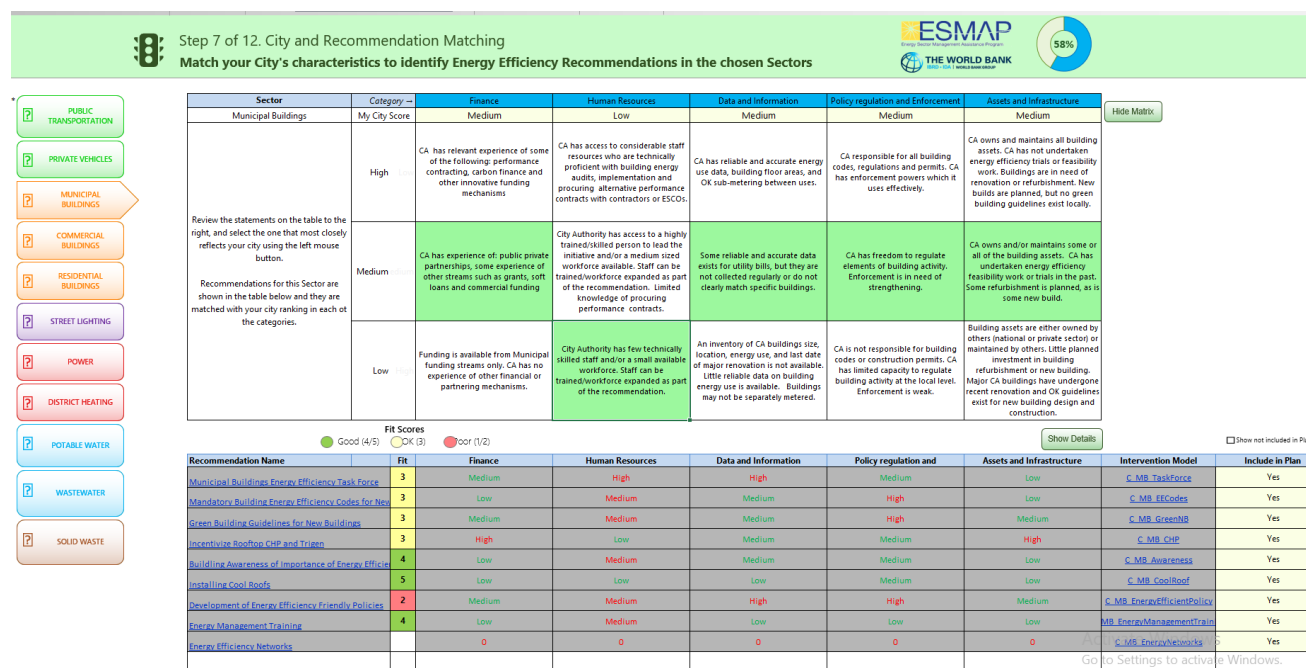 Step 7 of 12. City and Recommendation Matching
Match your City's characteristics to identify Energy Efficiency Recommendations in the chosen Sectors
ESMAP
Energy Sector Management Assistance Program
THE WORLD BANK
IBRD • IDA | WORLD BANK GROUP
58%
PUBLIC
TRANSPORTATION
PRIVATE VEHICLES
MUNICIPAL
BUILDINGS
COMMERCIAL
BUILDINGS
RESIDENTIAL
BUILDINGS
STREET LIGHTING
POWER
DISTRICT HEATING
POTABLE WATER
WASTEWATER
SOLID WASTE
Sector Category → Finance Human Resources Data and Information Policy regulation and Enforcement Assets and Infrastructure
Municipal Buildings My City Score Medium Low Medium Medium Medium
Hide Matrix
Review the statements on the table to the
right, and select the one that most closely
reflects your city using the left mouse
button.
Recommendations for this Sector are
shown in the table below and they are
matched with your city ranking in each ot
the categories.
High
CA has relevant experience of some
of the following: performance
contracting, carbon finance and
other innovative funding
mechanisms
CA has access to considerable staff
resources who are technically
proficient with building energy
audits, implementation and
procuring alternative performance
contracts with contractors or ESCOs.
CA has reliable and accurate energy
use data, building floor areas, and
OK sub-metering between uses.
CA responsible for all building
codes, regulations and permits. CA
has enforcement powers which it
uses effectively.
CA owns and maintains all building
assets. CA has not undertaken
energy efficiency trials or feasibility
work. Buildings are in need of
renovation or refurbishment. New
builds are planned, but no green
building guidelines exist locally.
Medium
CA has experience of: public private
partnerships, some experience of
other streams such as grants, soft
loans and commercial funding
City Authority has access to a highly
trained/skilled person to lead the
initiative and/or a medium sized
workforce available. Staff can be
trained/workforce expanded as part
of the recommendation. Limited
knowledge of procuring
performance contracts.
Some reliable and accurate data
exists for utility bills, but they are
not collected regularly or do not
clearly match specific buildings.
CA has freedom to regulate
elements of building activity.
Enforcement is in need of
strengthening.
CA owns and/or maintains some or
all of the building assets. CA has
undertaken energy efficiency
feasibility work or trials in the past.
Some refurbishment is planned, as is
some new build.
Low
Funding is available from Municipal
funding streams only. CA has no
experience of other financial or
partnering mechanisms.
City Authority has few technically
skilled staff and/or a small available
workforce. Staff can be
trained/workforce expanded as part
of the recommendation.
An inventory of CA buildings size,
location, energy use, and last date
of major renovation is not available.
Little reliable data on building
energy use is available. Buildings
may not be separately metered.
CA is not responsible for building
codes or construction permits. CA
has limited capacity to regulate
building activity at the local level.
Enforcement is weak.
Building assets are either owned by
others (national or private sector) or
maintained by others. Little planned
investment in building
refurbishment or new building.
Major CA buildings have undergone
recent renovation and OK guidelines
exist for new building design and
construction.
Fit Scores
Good (4/5) OK (3) Poor (1/2)
Show Details
Show not included in Pl
Recommendation Name Fit Finance Human Resources Data and Information Policy regulation and Assets and Infrastructure Intervention Model Include in Plan
Municipal Buildings Energy Efficiency Task Force 3 Medium High High Medium Low C_MB_TaskForce Yes
Mandatory Building Energy Efficiency Codes for New 3 Low Medium Medium High Low C_MB_EECodes Yes
Green Building Guidelines for New Buildings 3 Medium Medium Medium High Medium C_MB_GreenNB Yes
Incentivize Rooftop CHP and Trigen 3 High Low Medium Medium High C_MB_CHP Yes
Buildling Awareness of Importance of Energy Efficie 4 Low Medium Medium Medium Low C_MB_Awareness Yes
Installing Cool Roofs 5 Low Low Low Medium Low C_MB_CoolRoof Yes
Development of Energy Efficiency Friendly Policies 2 Medium Medium High High Medium C_MB_EnergyEfficientPolicy Yes
Energy Management Training 4 Low Medium Low Low Low MB_EnergyManagementTrain Yes
Energy Efficiency Networks 0 0 0 0 0 C_MB_EnergyNetworks Yes
Activate Windows
Go to Settings to activate Windows.